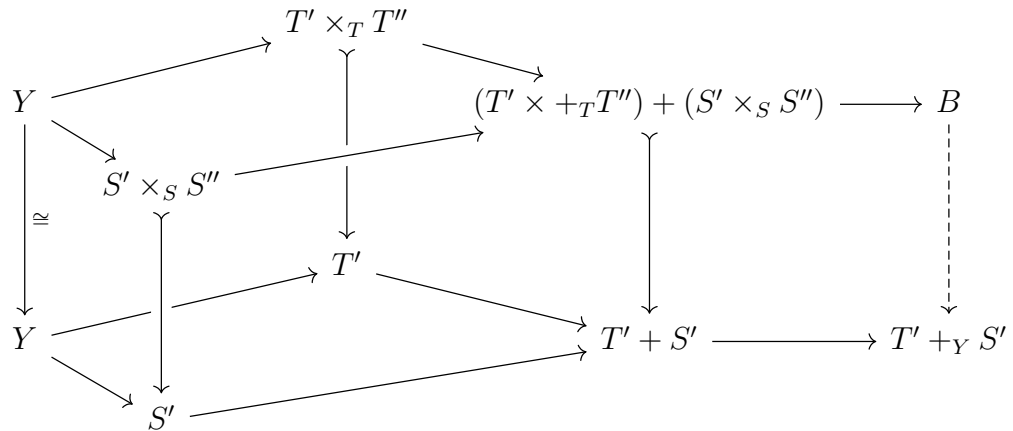 T′ ×_T T″
Y (T′ × +_T T″) + (S′ ×_S S″) B
S′ ×_S S″
≅
T′
Y T′ + S′ T′ +_Y S′
S′